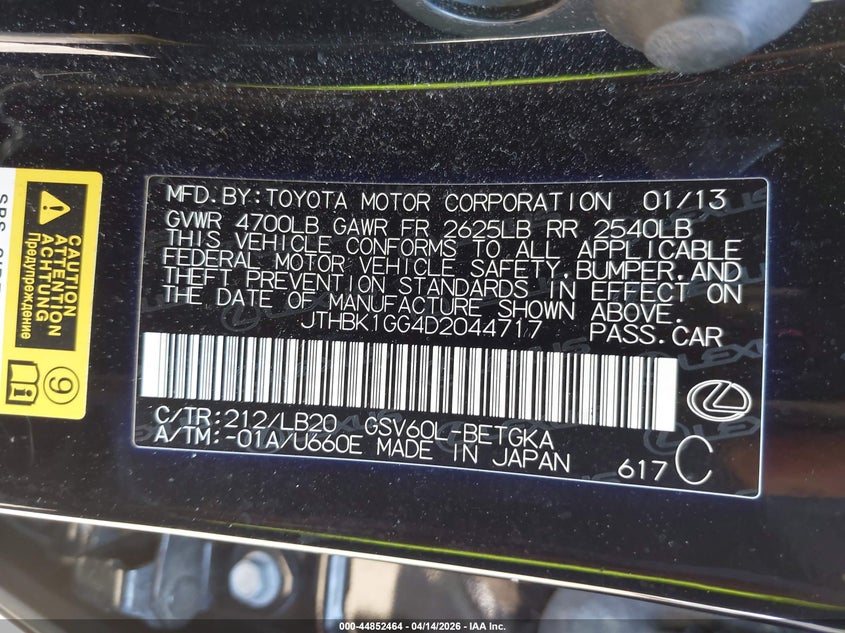 MFD.BY:TOYOTA MOTOR CORPORATION 01/13
GVWR 4700LB GAWR FR 2625LB RR 2540LB
THIS VEHICLE CONFORMS TO ALL APPLICABLE
FEDERAL MOTOR VEHICLE SAFETY,BUMPER,AND
THEFT PREVENTION STANDARDS IN EFFECT ON
THE DATE OF MANUFACTURE SHOWN ABOVE.
JTHBK1GG4D2044717 PASS.CAR
C/TR:212/LB20 GSV60L-BETGKA
A/TM:-01A/U660E MADE IN JAPAN 617 C
LEXUS
CAUTION
ATTENTION
ACHTUNG
Предупреждение
9
000-44852464 - 04/14/2026 - IAA Inc.